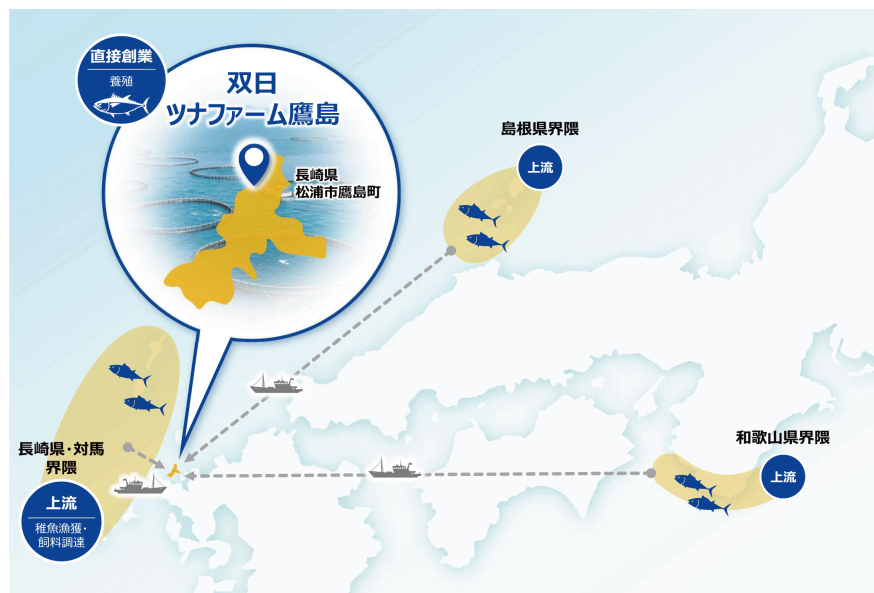 直接創業
養殖
双日
ツナファーム鷹島
長崎県
松浦市鷹島町
島根県界隈
上流
長崎県・対馬
界隈
上流
稚魚漁獲・
飼料調達
和歌山県界隈
上流